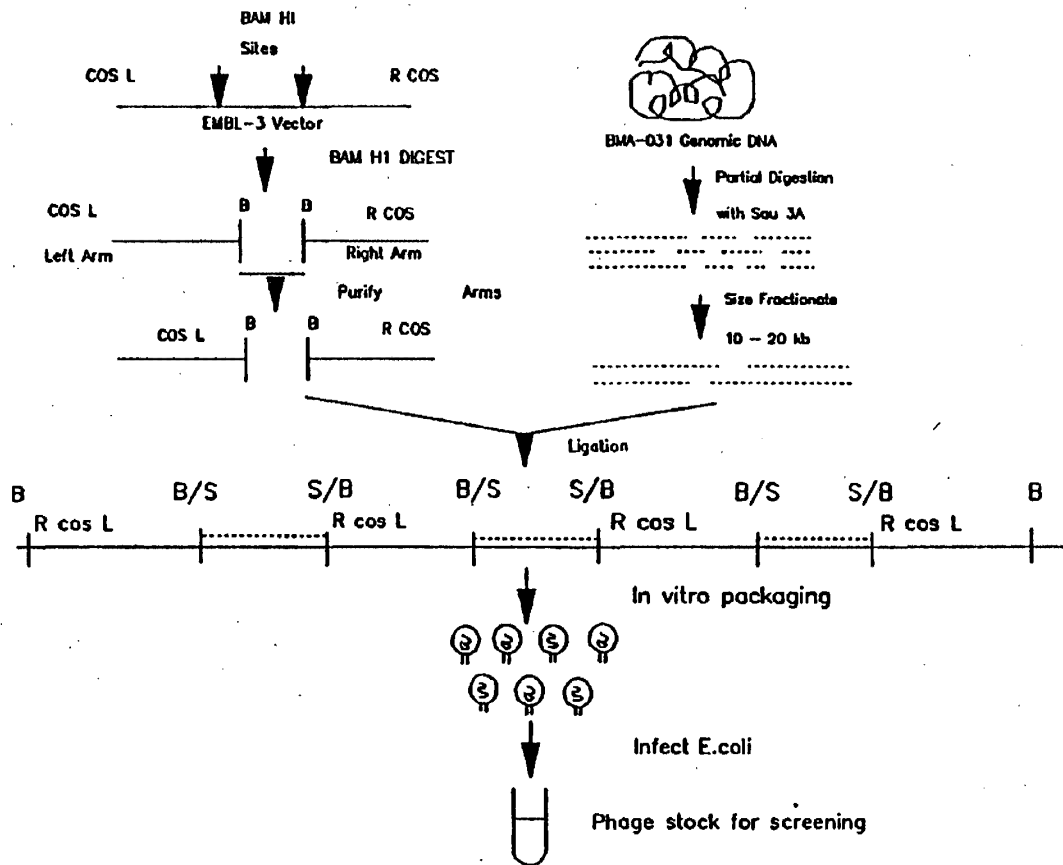 BAM HI
Sites
COS L
R COS
EMBL-3 Vector
BAM H1 DIGEST
B
B
COS L
R COS
Left Arm
Right Arm
Purify Arms
B
B
COS L
R COS
BMA-031 Genomic DNA
Partial Digestion
with Sau 3A
Size Fractionate
10 - 20 kb
Ligation
B
B/S
S/B
B/S
S/B
B/S
S/B
B
R cos L
R cos L
R cos L
R cos L
In vitro packaging
Infect E.coli
Phage stock for screening